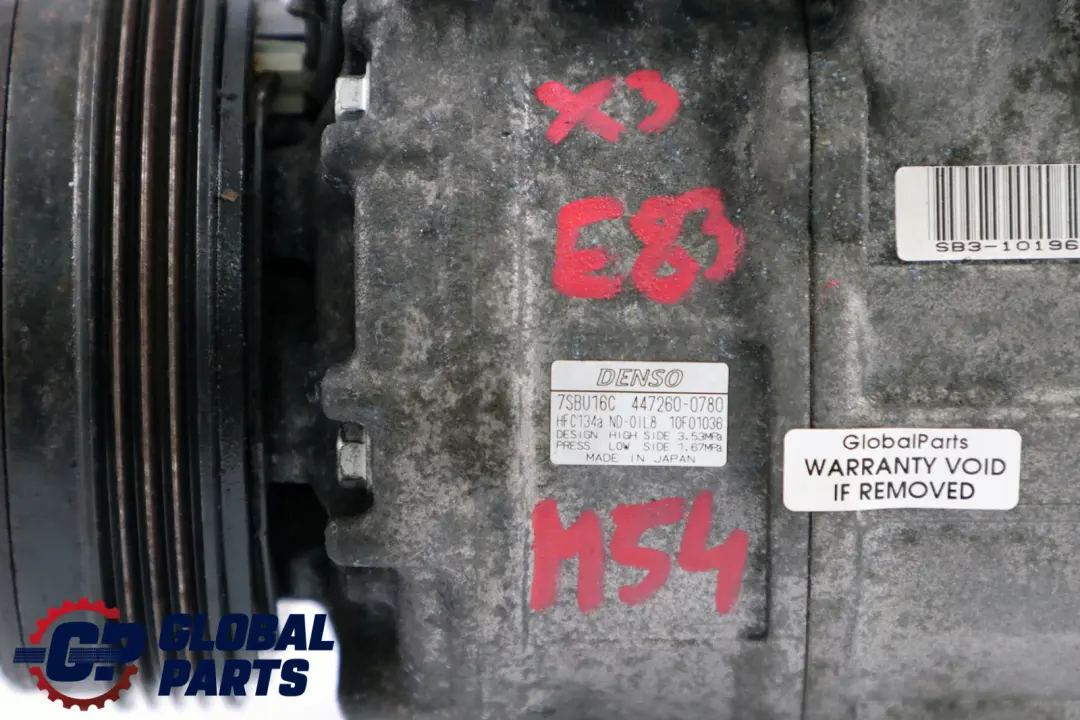 X3
E83
SB3-10196
DENSO
7SBU16C 447260-0780
HFC134a ND-OIL8 10F01036
DESIGN HIGH SIDE 3.53MPa
PRESS LOW SIDE 1.67MPa
MADE IN JAPAN
GlobalParts
WARRANTY VOID
IF REMOVED
M54
GP GLOBAL
PARTS